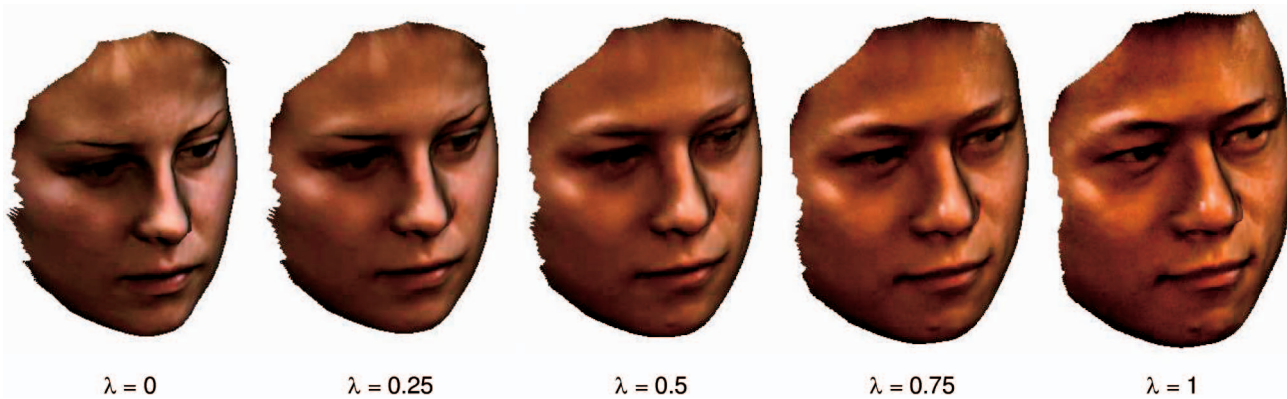 λ = 0 λ = 0.25 λ = 0.5 λ = 0.75 λ = 1